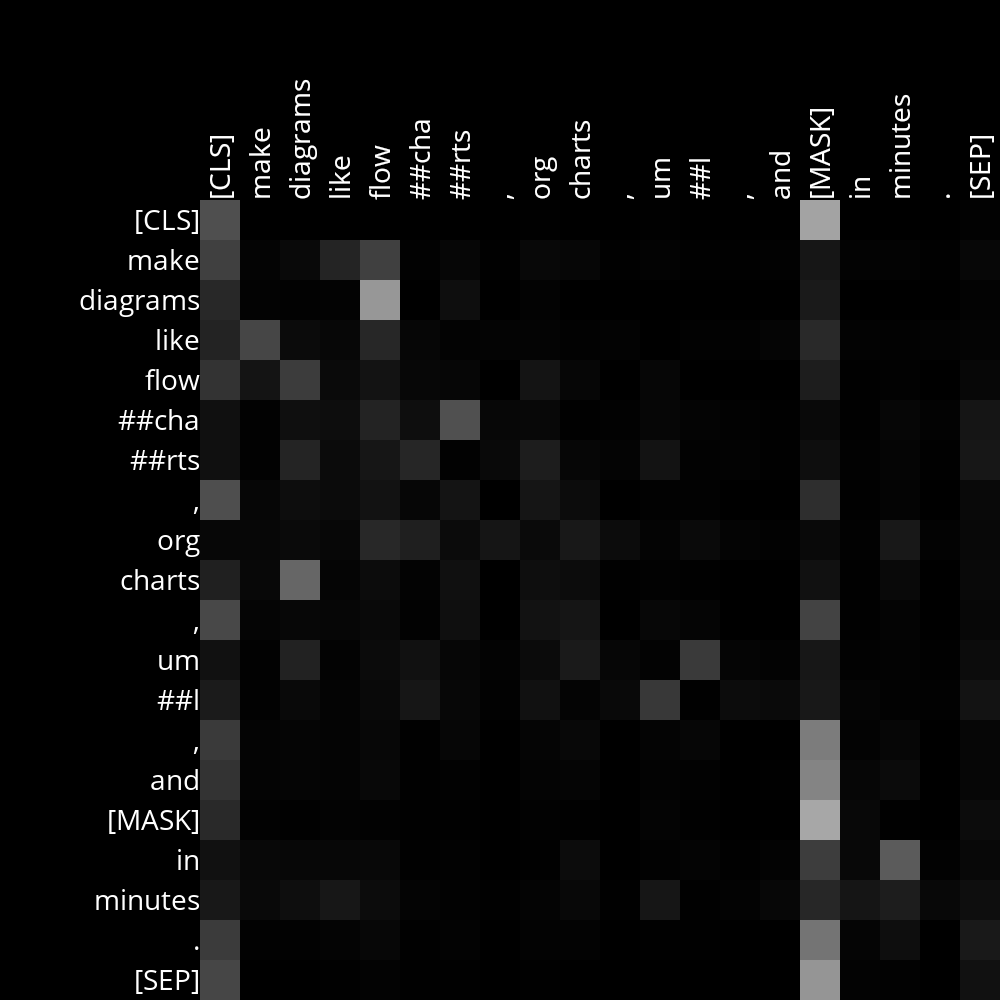 [CLS] make diagrams like flow ##cha ##rts , org charts , um ##l , and [MASK] in minutes . [SEP]
[CLS]
make
diagrams
like
flow
##cha
##rts
,
org
charts
,
um
##l
,
and
[MASK]
in
minutes
.
[SEP]